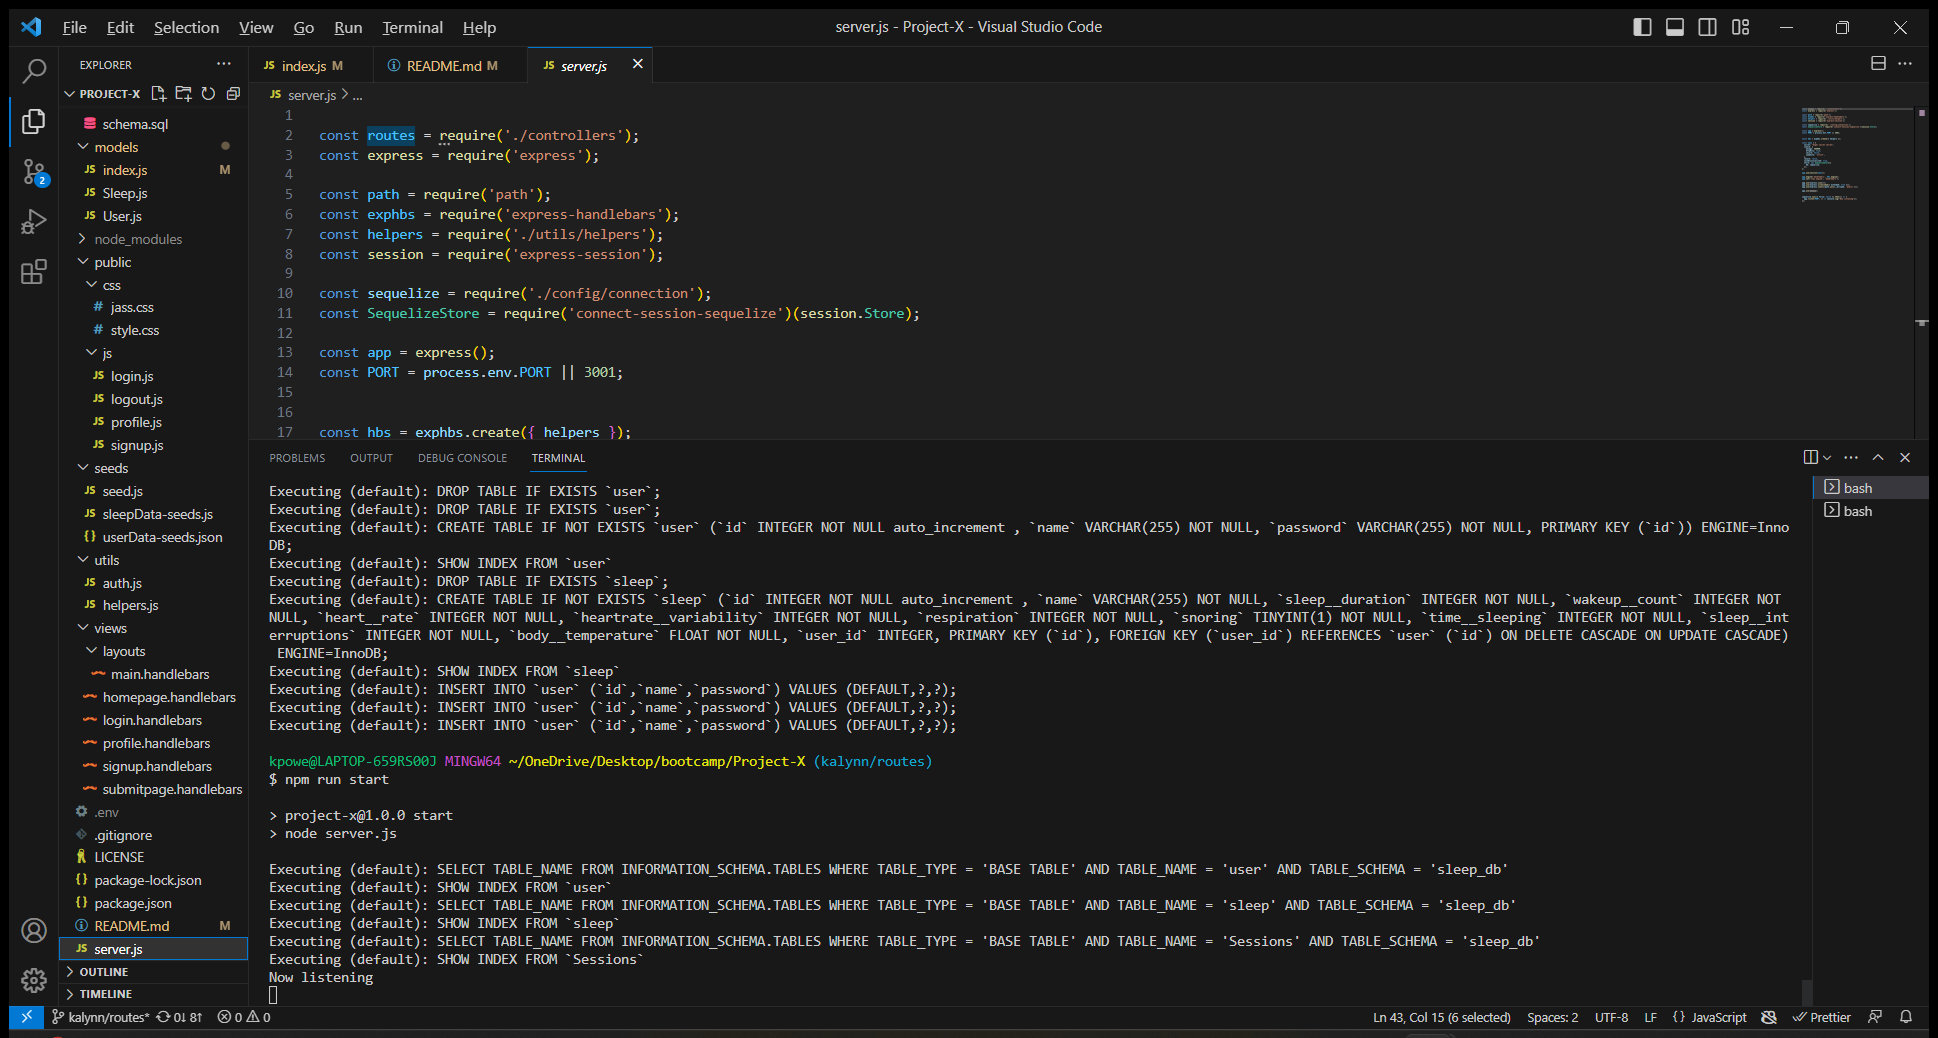 File Edit Selection View Go Run Terminal Help
server.js - Project-X - Visual Studio Code
EXPLORER
PROJECT-X
schema.sql
models
JS index.js M
JS Sleep.js
JS User.js
node_modules
public
css
# jass.css
# style.css
js
JS login.js
JS logout.js
JS profile.js
JS signup.js
seeds
JS seed.js
JS sleepData-seeds.js
{} userData-seeds.json
utils
JS auth.js
JS helpers.js
views
layouts
main.handlebars
homepage.handlebars
login.handlebars
profile.handlebars
signup.handlebars
submitpage.handlebars
.env
.gitignore
LICENSE
{} package-lock.json
{} package.json
README.md M
JS server.js
OUTLINE
TIMELINE
2
JS index.js M
README.md M
JS server.js
JS server.js > ...
1
2 const routes = require('./controllers');
3 const express = require('express');
4
5 const path = require('path');
6 const exphbs = require('express-handlebars');
7 const helpers = require('./utils/helpers');
8 const session = require('express-session');
9
10 const sequelize = require('./config/connection');
11 const SequelizeStore = require('connect-session-sequelize')(session.Store);
12
13 const app = express();
14 const PORT = process.env.PORT || 3001;
15
16
17 const hbs = exphbs.create({ helpers });
PROBLEMS OUTPUT DEBUG CONSOLE TERMINAL
bash
bash
Executing (default): DROP TABLE IF EXISTS `user`;
Executing (default): DROP TABLE IF EXISTS `user`;
Executing (default): CREATE TABLE IF NOT EXISTS `user` (`id` INTEGER NOT NULL auto_increment , `name` VARCHAR(255) NOT NULL, `password` VARCHAR(255) NOT NULL, PRIMARY KEY (`id`)) ENGINE=Inno
DB;
Executing (default): SHOW INDEX FROM `user`
Executing (default): DROP TABLE IF EXISTS `sleep`;
Executing (default): CREATE TABLE IF NOT EXISTS `sleep` (`id` INTEGER NOT NULL auto_increment , `name` VARCHAR(255) NOT NULL, `sleep__duration` INTEGER NOT NULL, `wakeup__count` INTEGER NOT
NULL, `heart__rate` INTEGER NOT NULL, `heartrate__variability` INTEGER NOT NULL, `respiration` INTEGER NOT NULL, `snoring` TINYINT(1) NOT NULL, `time__sleeping` INTEGER NOT NULL, `sleep__int
erruptions` INTEGER NOT NULL, `body__temperature` FLOAT NOT NULL, `user_id` INTEGER, PRIMARY KEY (`id`), FOREIGN KEY (`user_id`) REFERENCES `user` (`id`) ON DELETE CASCADE ON UPDATE CASCADE)
ENGINE=InnoDB;
Executing (default): SHOW INDEX FROM `sleep`
Executing (default): INSERT INTO `user` (`id`,`name`,`password`) VALUES (DEFAULT,?,?);
Executing (default): INSERT INTO `user` (`id`,`name`,`password`) VALUES (DEFAULT,?,?);
Executing (default): INSERT INTO `user` (`id`,`name`,`password`) VALUES (DEFAULT,?,?);
kpowe@LAPTOP-659RS00J MINGW64 ~/OneDrive/Desktop/bootcamp/Project-X (kalynn/routes)
$ npm run start
> project-x@1.0.0 start
> node server.js
Executing (default): SELECT TABLE_NAME FROM INFORMATION_SCHEMA.TABLES WHERE TABLE_TYPE = 'BASE TABLE' AND TABLE_NAME = 'user' AND TABLE_SCHEMA = 'sleep_db'
Executing (default): SHOW INDEX FROM `user`
Executing (default): SELECT TABLE_NAME FROM INFORMATION_SCHEMA.TABLES WHERE TABLE_TYPE = 'BASE TABLE' AND TABLE_NAME = 'sleep' AND TABLE_SCHEMA = 'sleep_db'
Executing (default): SHOW INDEX FROM `sleep`
Executing (default): SELECT TABLE_NAME FROM INFORMATION_SCHEMA.TABLES WHERE TABLE_TYPE = 'BASE TABLE' AND TABLE_NAME = 'Sessions' AND TABLE_SCHEMA = 'sleep_db'
Executing (default): SHOW INDEX FROM `Sessions`
Now listening
kalynn/routes* 0↓ 8↑ 0 0
Ln 43, Col 15 (6 selected) Spaces: 2 UTF-8 LF {} JavaScript Prettier